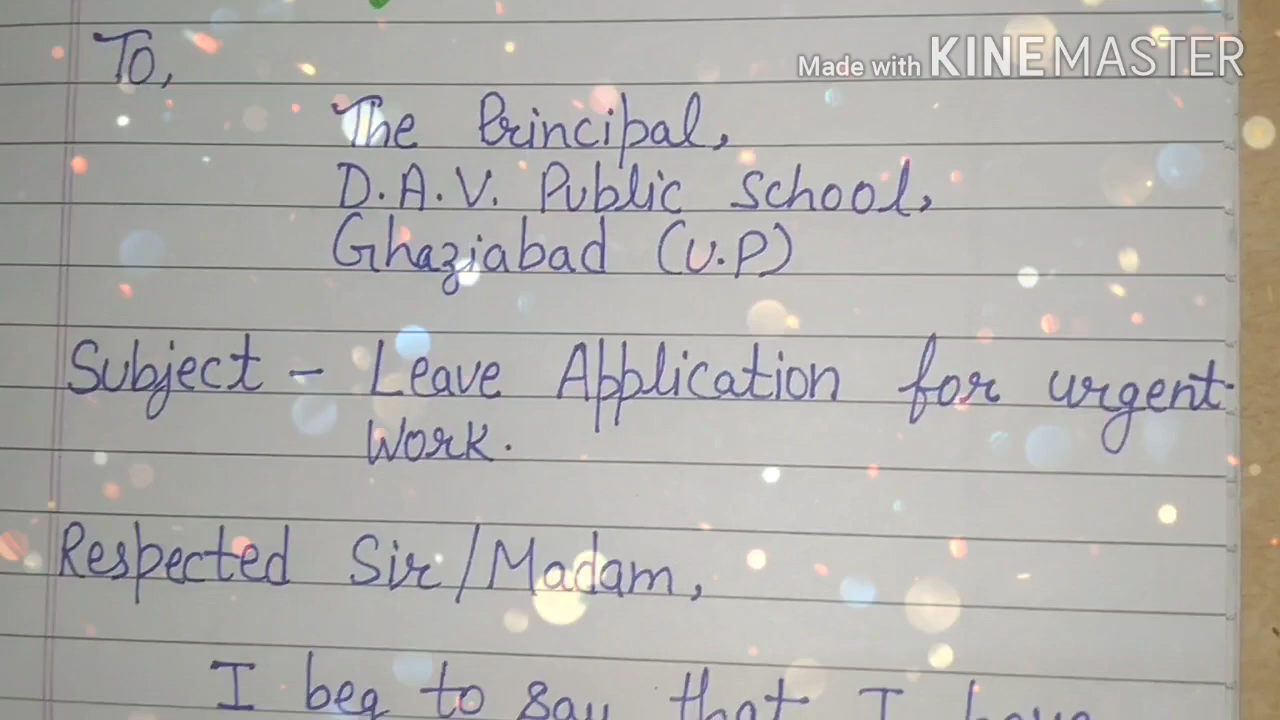 Made with KINEMASTER
To,
The Principal,
D.A.V. Public School,
Ghaziabad (U.P)
Subject - Leave Application for urgent
Work.
Respected Sir/Madam,
I beg to say that I have